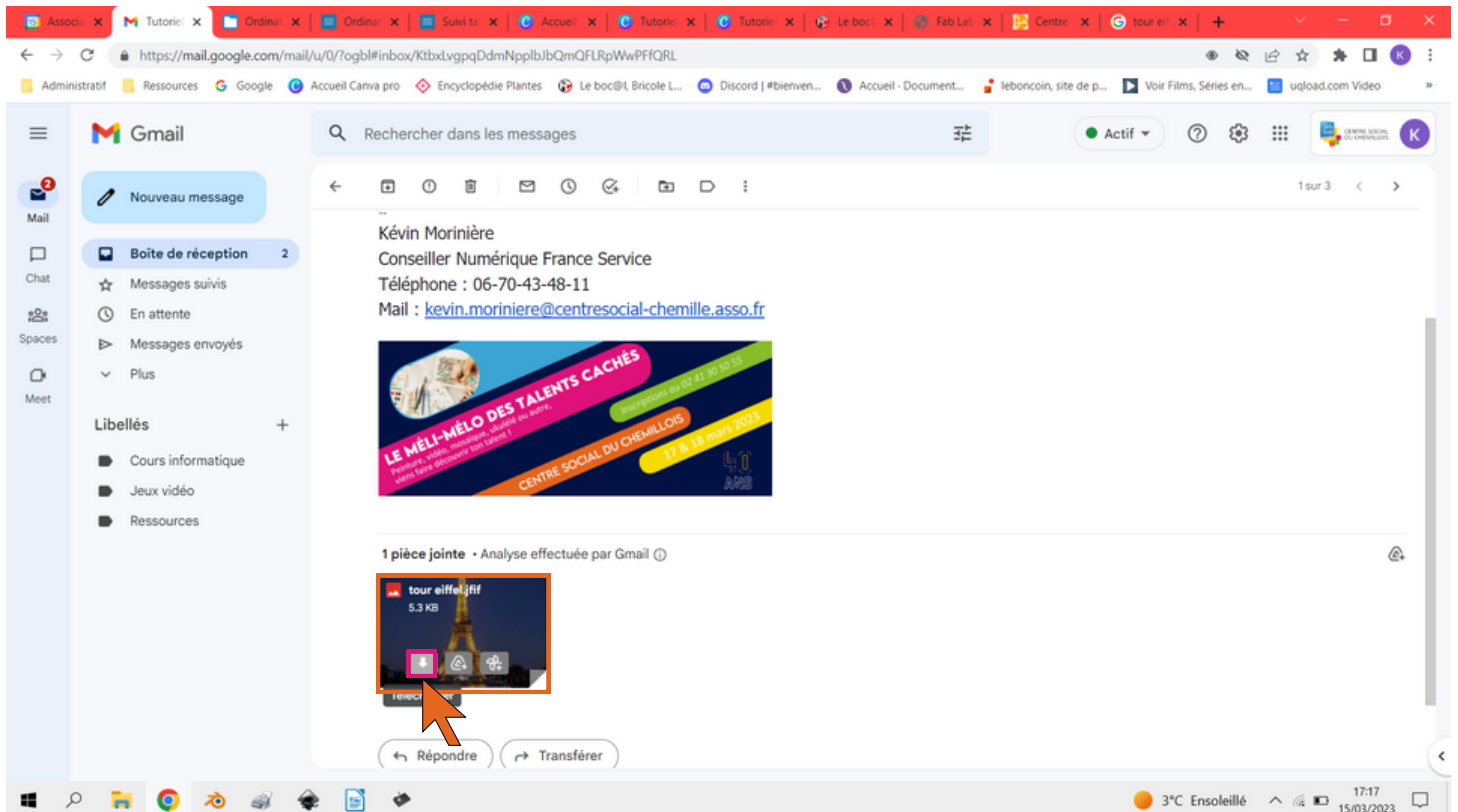 Associa
Tutoriel
Ordinat
Ordinat
Suivi ta
Accueil
Tutoriel
Tutoriel
Le boc@
Fab Lab
Centre
tour eif
https://mail.google.com/mail/u/0/?ogbl#inbox/KtbxLvgpqDdmNpplbJbQmQFLRpWwPFfQRL
K
Administratif
Ressources
Google
Accueil Canva pro
Encyclopédie Plantes
Le boc@l, Bricole L...
Discord | #bienven...
Accueil - Document...
leboncoin, site de p...
Voir Films, Séries en...
uqload.com Video
»
Gmail
Rechercher dans les messages
Actif
CENTRE SOCIAL
DU CHEMILLOIS
K
2
Mail
Chat
Spaces
Meet
Nouveau message
Boîte de réception 2
Messages suivis
En attente
Messages envoyés
Plus
Libellés +
Cours informatique
Jeux vidéo
Ressources
1 sur 3
--
Kévin Morinière
Conseiller Numérique France Service
Téléphone : 06-70-43-48-11
Mail : kevin.moriniere@centresocial-chemille.asso.fr
LE MÉLI-MÉLO DES TALENTS CACHÉS
Peinture, vidéo, mosaïque, ukulélé ou autre,
viens faire découvrir ton talent !
Inscriptions au 02 41 30 50 55
CENTRE SOCIAL DU CHEMILLOIS
17 & 18 mars 2023
40
ANS
1 pièce jointe • Analyse effectuée par Gmail
tour eiffel.jfif
5.3 KB
Répondre
Transférer
3°C Ensoleillé
17:17
15/03/2023